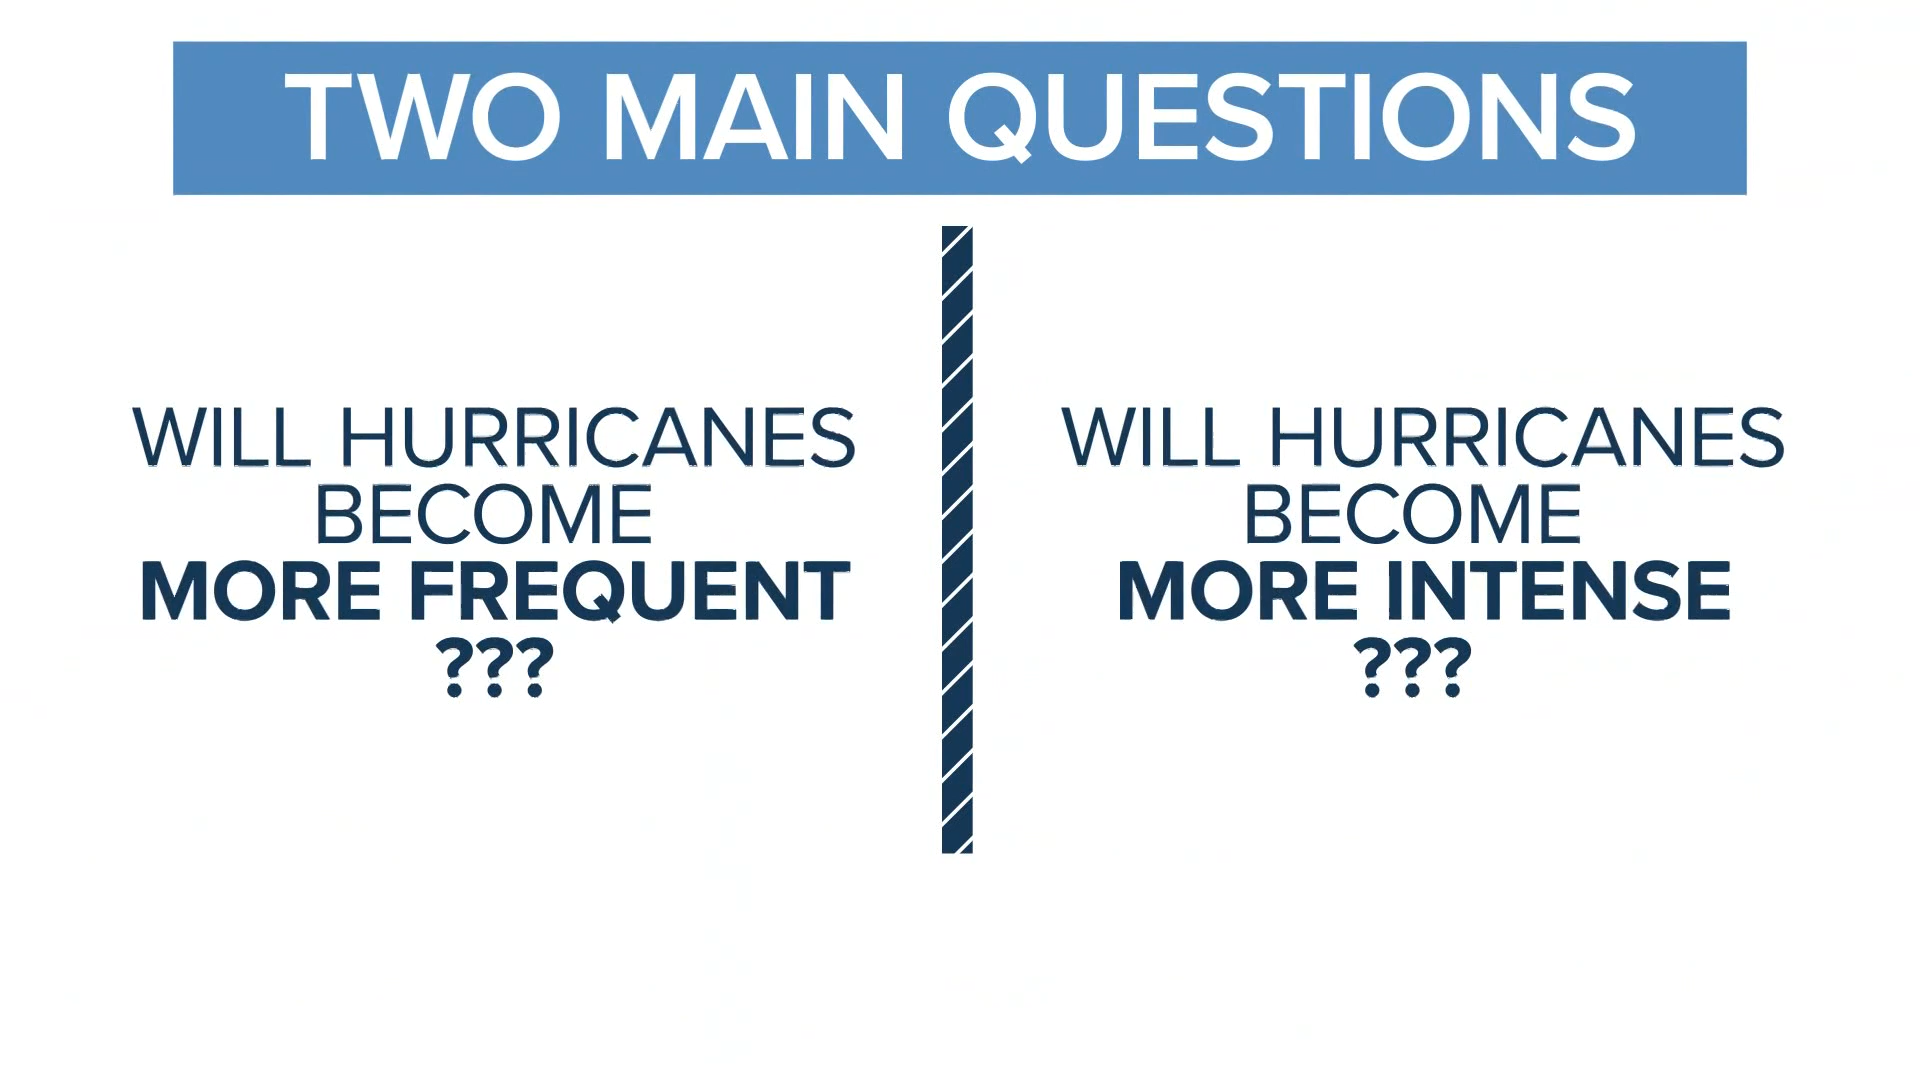 TWO MAIN QUESTIONS
WILL HURRICANES
BECOME
MORE FREQUENT
???
WILL HURRICANES
BECOME
MORE INTENSE
???